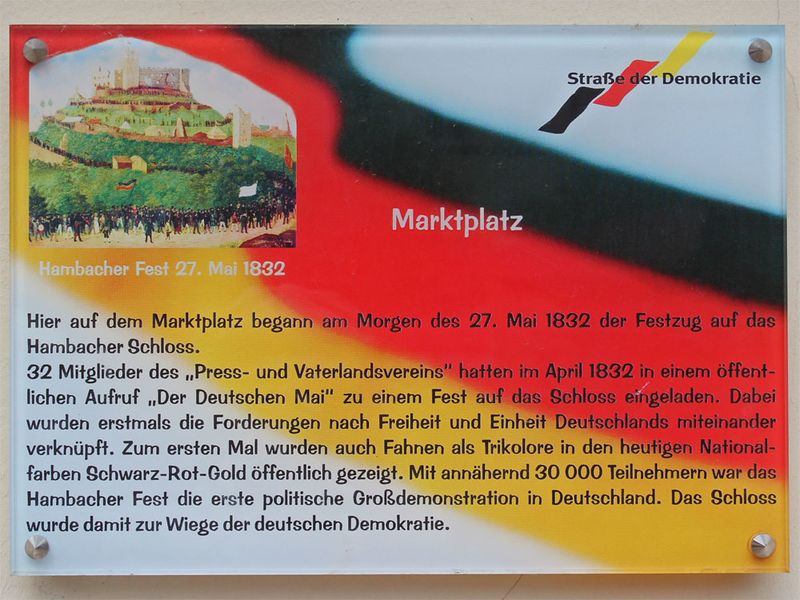 Straße der Demokratie
Marktplatz
Hambacher Fest 27. Mai 1832
Hier auf dem Marktplatz begann am Morgen des 27. Mai 1832 der Festzug auf das
Hambacher Schloss.
32 Mitglieder des „Press- und Vaterlandsvereins" hatten im April 1832 in einem öffent-
lichen Aufruf „Der Deutschen Mai" zu einem Fest auf das Schloss eingeladen. Dabei
wurden erstmals die Forderungen nach Freiheit und Einheit Deutschlands miteinander
verknüpft. Zum ersten Mal wurden auch Fahnen als Trikolore in den heutigen National-
farben Schwarz-Rot-Gold öffentlich gezeigt. Mit annähernd 30 000 Teilnehmern war das
Hambacher Fest die erste politische Großdemonstration in Deutschland. Das Schloss
wurde damit zur Wiege der deutschen Demokratie.